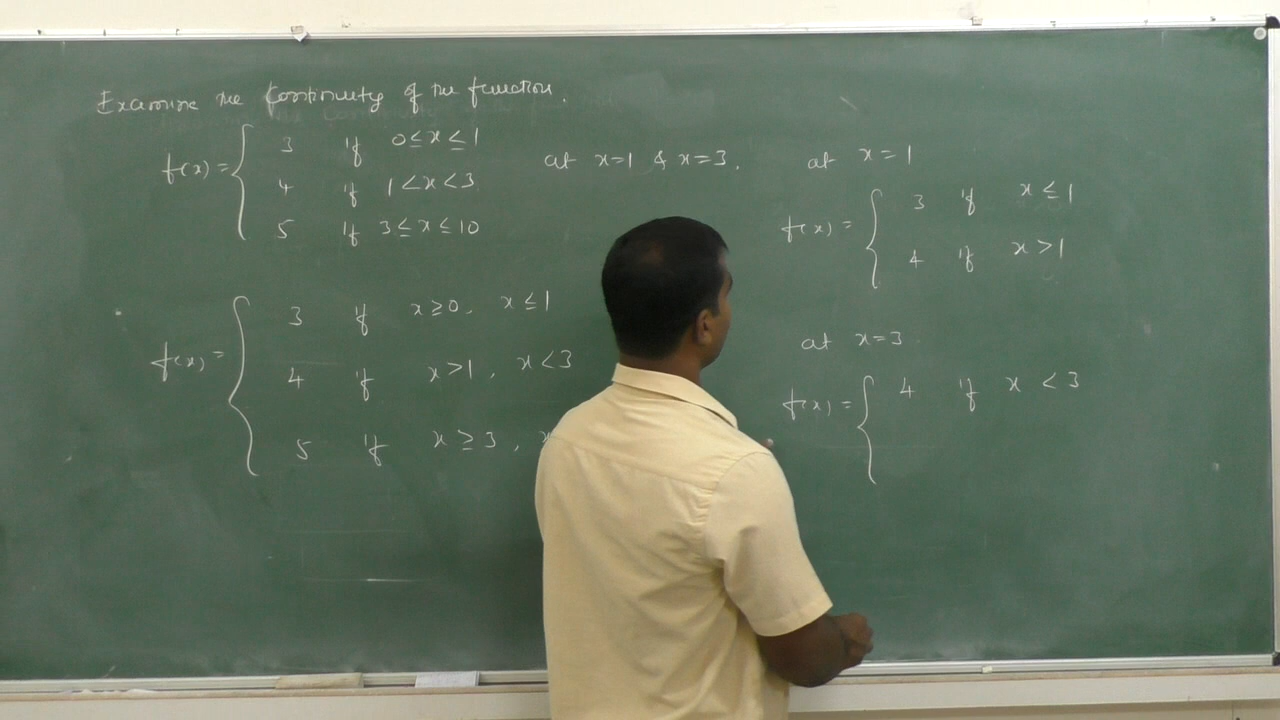 Examine the Continuity of the function.
f(x) = { 3 if 0≤x≤1
4 if 1<x<3
5 if 3≤x≤10
at x=1 & x=3.
f(x) = { 3 if x≥0, x≤1
4 if x>1, x<3
5 if x≥3, x
at x=1
f(x) = { 3 if x≤1
4 if x>1
at x=3.
f(x) = { 4 if x<3